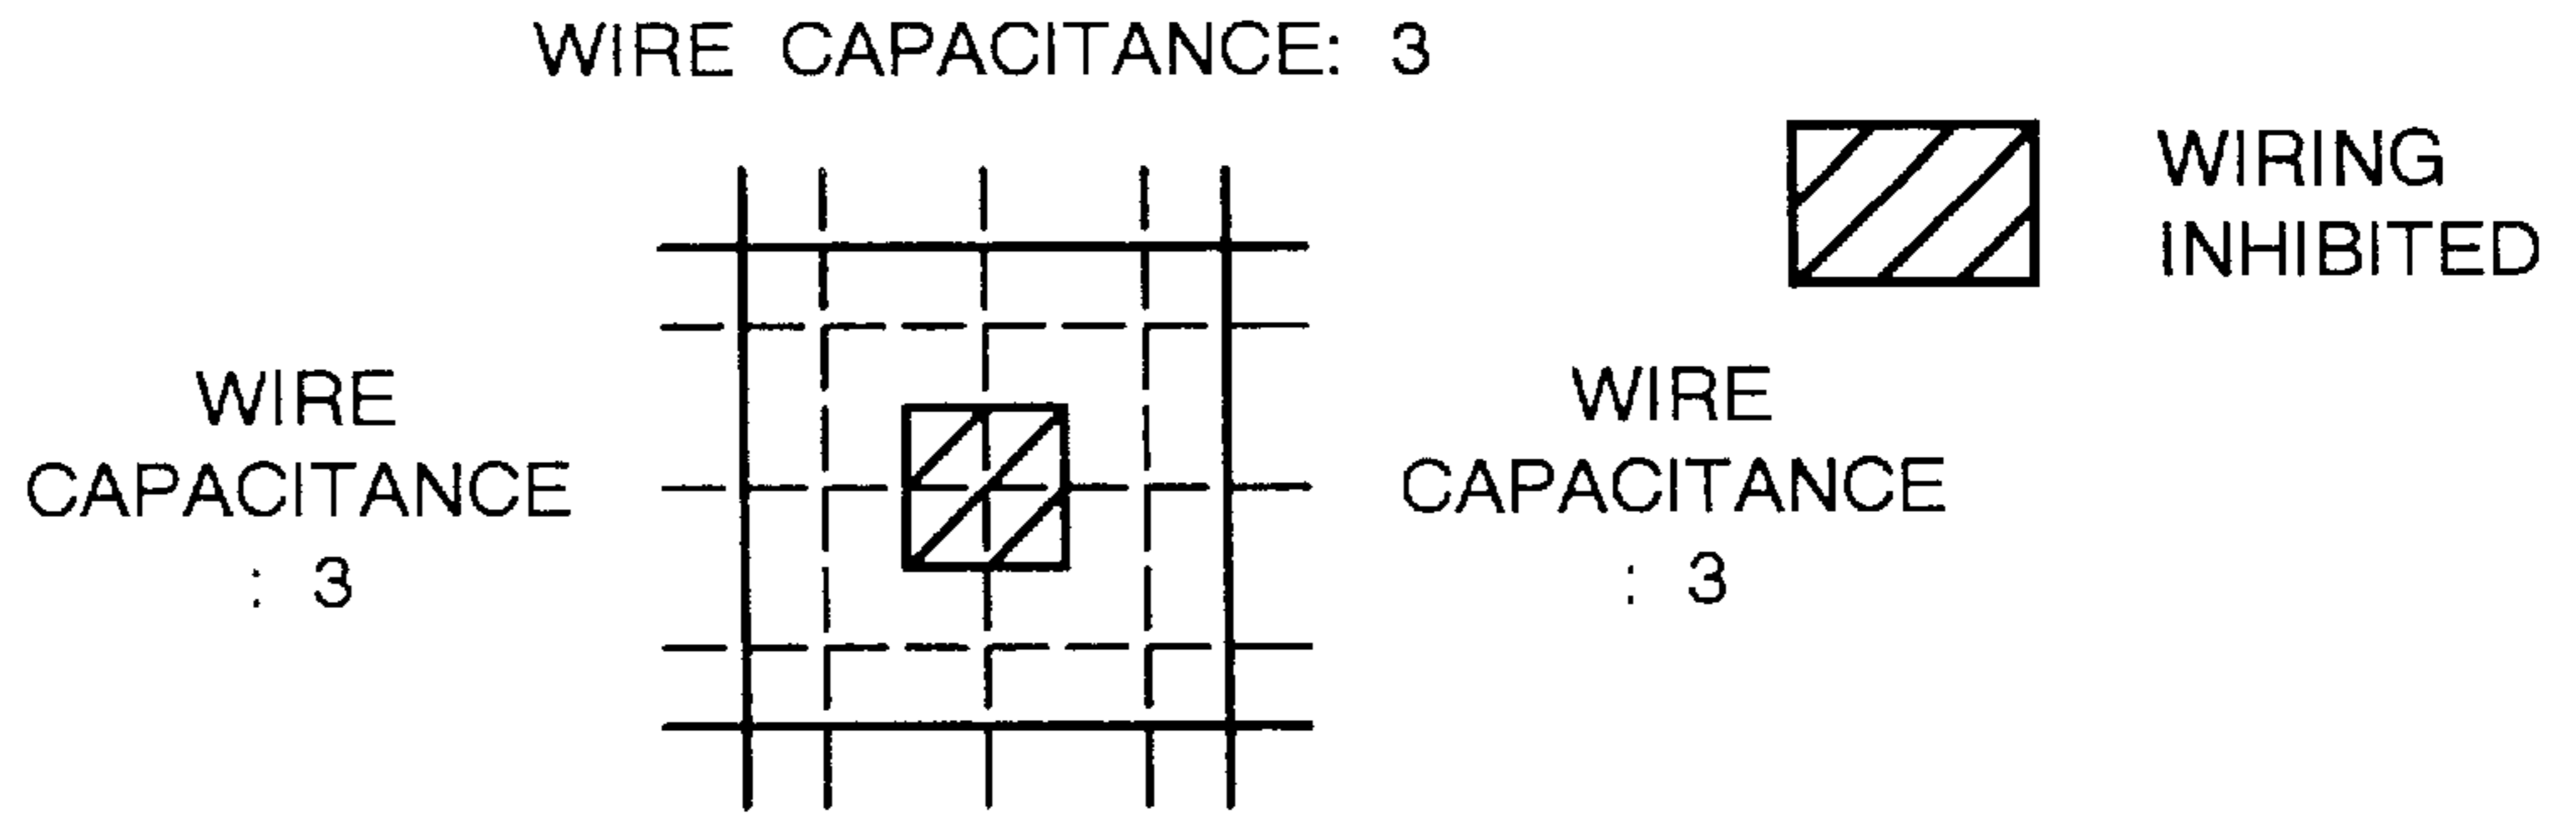 WIRE CAPACITANCE: 3
WIRING
INHIBITED
WIRE
CAPACITANCE
: 3
WIRE
CAPACITANCE
: 3